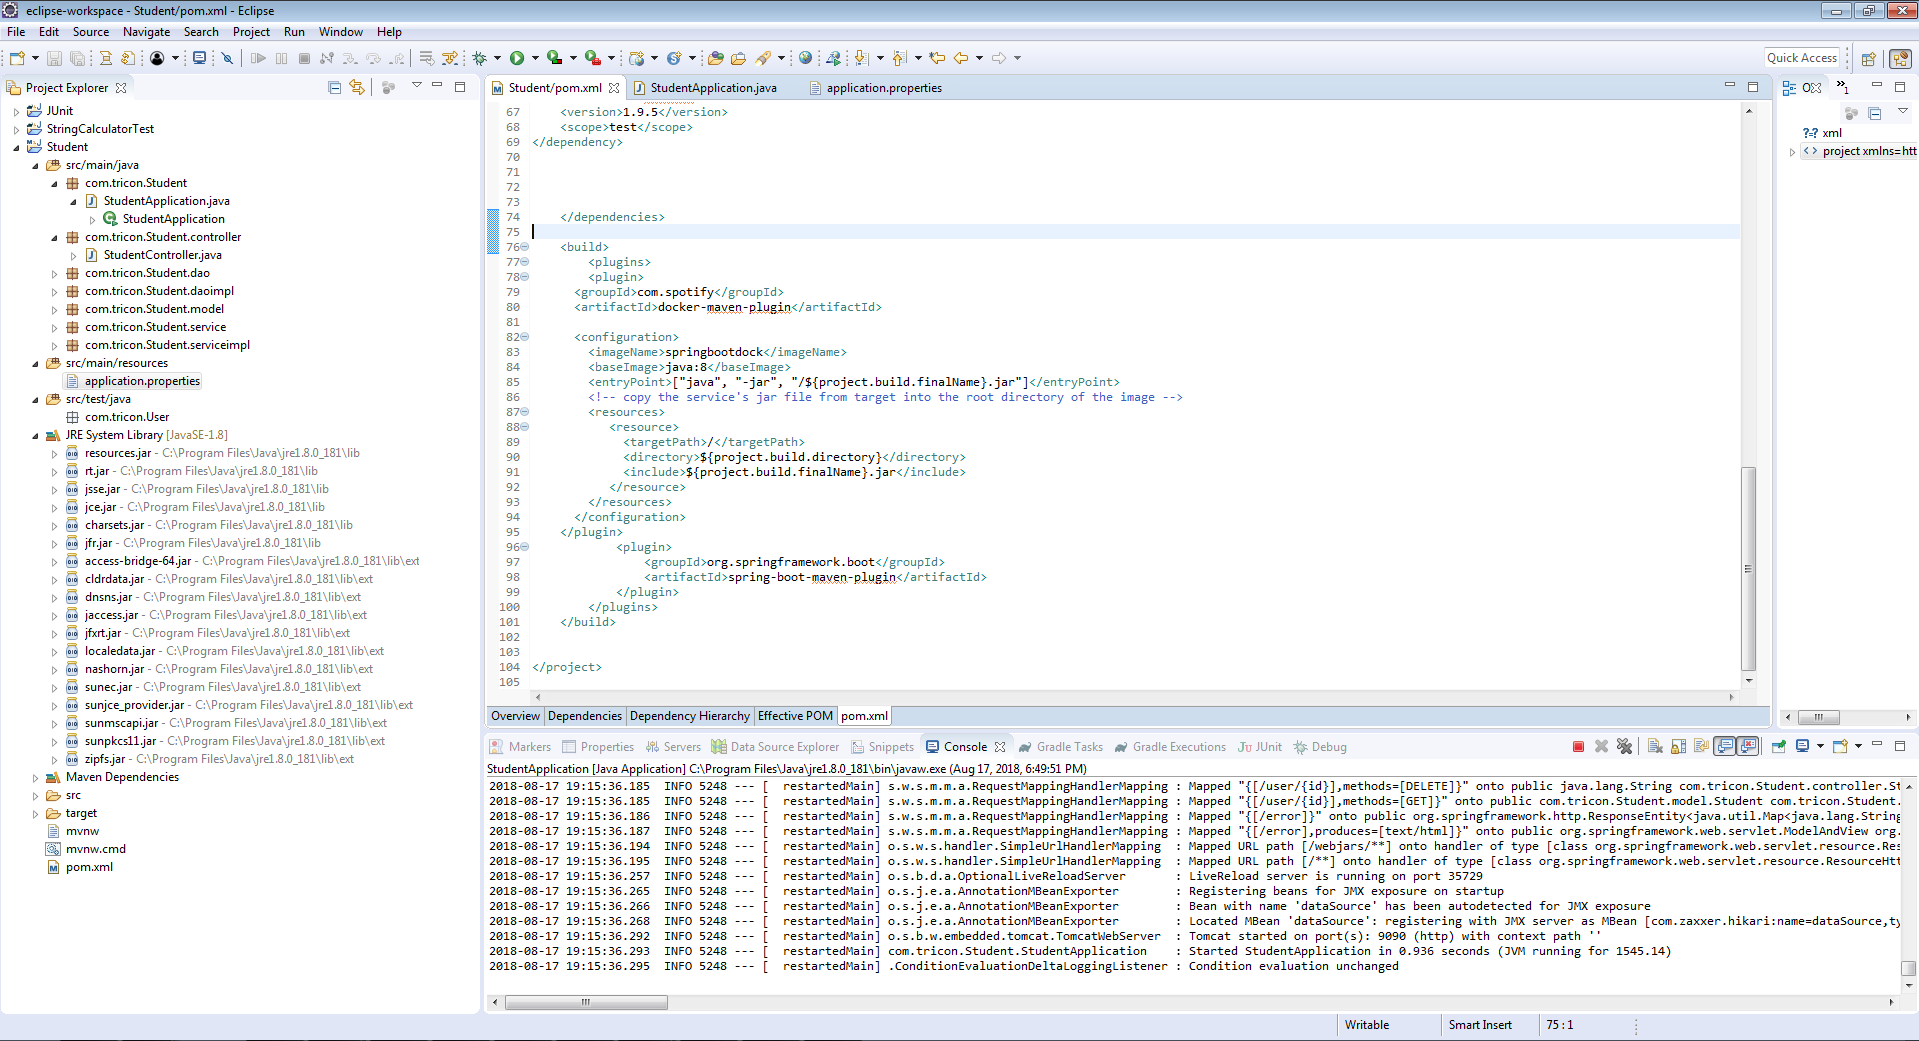 eclipse-workspace - Student/pom.xml - Eclipse
File Edit Source Navigate Search Project Run Window Help
Quick Access
Project Explorer
JUnit
StringCalculatorTest
Student
src/main/java
com.tricon.Student
StudentApplication.java
StudentApplication
com.tricon.Student.controller
StudentController.java
com.tricon.Student.dao
com.tricon.Student.daoimpl
com.tricon.Student.model
com.tricon.Student.service
com.tricon.Student.serviceimpl
src/main/resources
application.properties
src/test/java
com.tricon.User
JRE System Library [JavaSE-1.8]
resources.jar - C:\Program Files\Java\jre1.8.0_181\lib
rt.jar - C:\Program Files\Java\jre1.8.0_181\lib
jsse.jar - C:\Program Files\Java\jre1.8.0_181\lib
jce.jar - C:\Program Files\Java\jre1.8.0_181\lib
charsets.jar - C:\Program Files\Java\jre1.8.0_181\lib
jfr.jar - C:\Program Files\Java\jre1.8.0_181\lib
access-bridge-64.jar - C:\Program Files\Java\jre1.8.0_181\lib\ext
cldrdata.jar - C:\Program Files\Java\jre1.8.0_181\lib\ext
dnsns.jar - C:\Program Files\Java\jre1.8.0_181\lib\ext
jaccess.jar - C:\Program Files\Java\jre1.8.0_181\lib\ext
jfxrt.jar - C:\Program Files\Java\jre1.8.0_181\lib\ext
localedata.jar - C:\Program Files\Java\jre1.8.0_181\lib\ext
nashorn.jar - C:\Program Files\Java\jre1.8.0_181\lib\ext
sunec.jar - C:\Program Files\Java\jre1.8.0_181\lib\ext
sunjce_provider.jar - C:\Program Files\Java\jre1.8.0_181\lib\ext
sunmscapi.jar - C:\Program Files\Java\jre1.8.0_181\lib\ext
sunpkcs11.jar - C:\Program Files\Java\jre1.8.0_181\lib\ext
zipfs.jar - C:\Program Files\Java\jre1.8.0_181\lib\ext
Maven Dependencies
src
target
mvnw
mvnw.cmd
pom.xml
Student/pom.xml StudentApplication.java application.properties
67 <version>1.9.5</version>
68 <scope>test</scope>
69 </dependency>
70
71
72
73
74 </dependencies>
75
76 <build>
77 <plugins>
78 <plugin>
79 <groupId>com.spotify</groupId>
80 <artifactId>docker-maven-plugin</artifactId>
81
82 <configuration>
83 <imageName>springbootdock</imageName>
84 <baseImage>java:8</baseImage>
85 <entryPoint>["java", "-jar", "/${project.build.finalName}.jar"]</entryPoint>
86 <!-- copy the service's jar file from target into the root directory of the image -->
87 <resources>
88 <resource>
89 <targetPath>/</targetPath>
90 <directory>${project.build.directory}</directory>
91 <include>${project.build.finalName}.jar</include>
92 </resource>
93 </resources>
94 </configuration>
95 </plugin>
96 <plugin>
97 <groupId>org.springframework.boot</groupId>
98 <artifactId>spring-boot-maven-plugin</artifactId>
99 </plugin>
100 </plugins>
101 </build>
102
103
104 </project>
105
Overview Dependencies Dependency Hierarchy Effective POM pom.xml
xml
project xmlns=htt
Markers Properties Servers Data Source Explorer Snippets Console Gradle Tasks Gradle Executions JUnit Debug
StudentApplication [Java Application] C:\Program Files\Java\jre1.8.0_181\bin\javaw.exe (Aug 17, 2018, 6:49:51 PM)
2018-08-17 19:15:36.185 INFO 5248 --- [ restartedMain] s.w.s.m.m.a.RequestMappingHandlerMapping : Mapped "{[/user/{id}],methods=[DELETE]}" onto public java.lang.String com.tricon.Student.controller.St
2018-08-17 19:15:36.185 INFO 5248 --- [ restartedMain] s.w.s.m.m.a.RequestMappingHandlerMapping : Mapped "{[/user/{id}],methods=[GET]}" onto public com.tricon.Student.model.Student com.tricon.Student.
2018-08-17 19:15:36.186 INFO 5248 --- [ restartedMain] s.w.s.m.m.a.RequestMappingHandlerMapping : Mapped "{[/error]}" onto public org.springframework.http.ResponseEntity<java.util.Map<java.lang.String
2018-08-17 19:15:36.187 INFO 5248 --- [ restartedMain] s.w.s.m.m.a.RequestMappingHandlerMapping : Mapped "{[/error],produces=[text/html]}" onto public org.springframework.web.servlet.ModelAndView org.
2018-08-17 19:15:36.194 INFO 5248 --- [ restartedMain] o.s.w.s.handler.SimpleUrlHandlerMapping : Mapped URL path [/webjars/**] onto handler of type [class org.springframework.web.servlet.resource.Res
2018-08-17 19:15:36.195 INFO 5248 --- [ restartedMain] o.s.w.s.handler.SimpleUrlHandlerMapping : Mapped URL path [/**] onto handler of type [class org.springframework.web.servlet.resource.ResourceHtt
2018-08-17 19:15:36.257 INFO 5248 --- [ restartedMain] o.s.b.d.a.OptionalLiveReloadServer : LiveReload server is running on port 35729
2018-08-17 19:15:36.265 INFO 5248 --- [ restartedMain] o.s.j.e.a.AnnotationMBeanExporter : Registering beans for JMX exposure on startup
2018-08-17 19:15:36.266 INFO 5248 --- [ restartedMain] o.s.j.e.a.AnnotationMBeanExporter : Bean with name 'dataSource' has been autodetected for JMX exposure
2018-08-17 19:15:36.268 INFO 5248 --- [ restartedMain] o.s.j.e.a.AnnotationMBeanExporter : Located MBean 'dataSource': registering with JMX server as MBean [com.zaxxer.hikari:name=dataSource,ty
2018-08-17 19:15:36.292 INFO 5248 --- [ restartedMain] o.s.b.w.embedded.tomcat.TomcatWebServer : Tomcat started on port(s): 9090 (http) with context path ''
2018-08-17 19:15:36.293 INFO 5248 --- [ restartedMain] com.tricon.Student.StudentApplication : Started StudentApplication in 0.936 seconds (JVM running for 1545.14)
2018-08-17 19:15:36.295 INFO 5248 --- [ restartedMain] .ConditionEvaluationDeltaLoggingListener : Condition evaluation unchanged
Writable Smart Insert 75 : 1